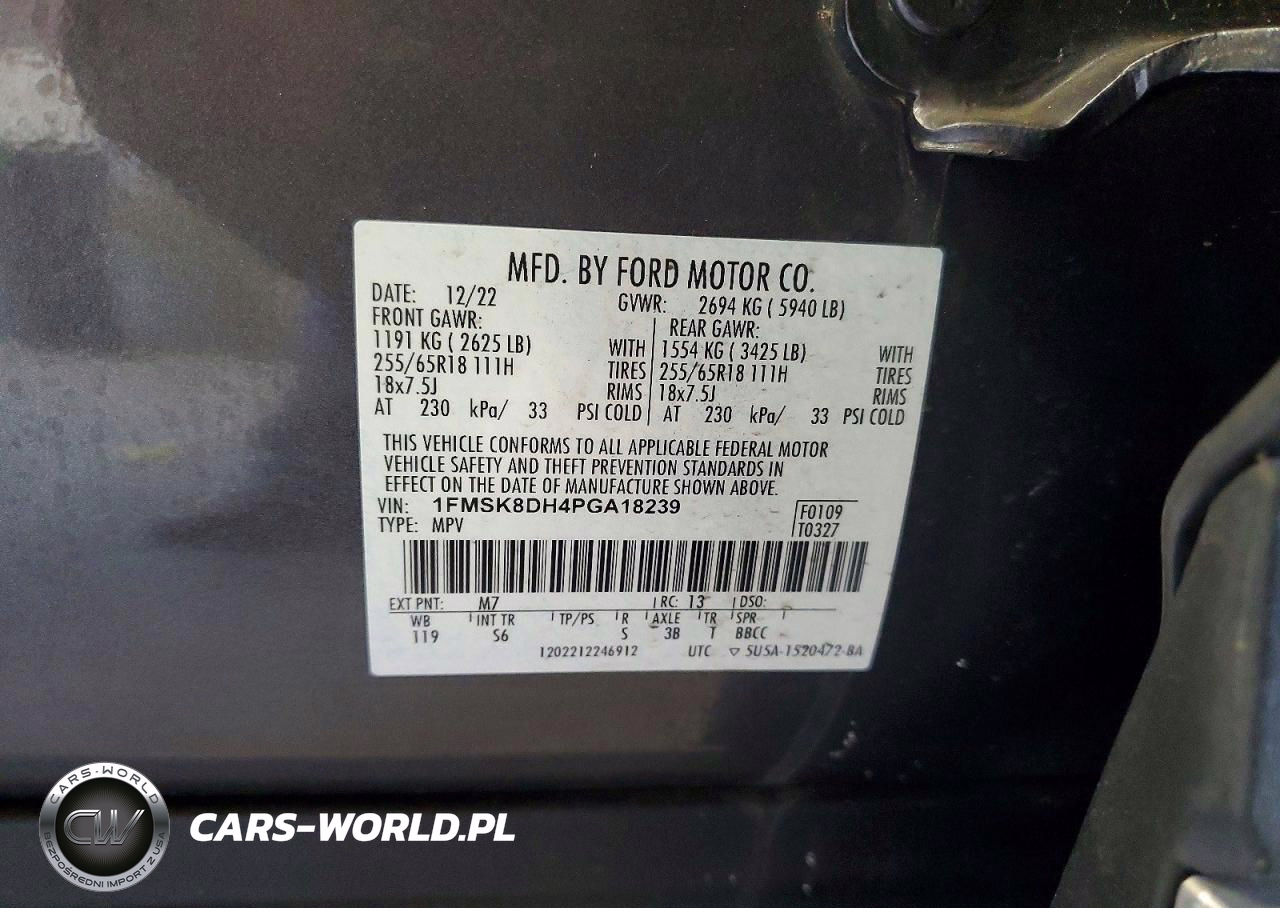 MFD. BY FORD MOTOR CO.
DATE: 12/22 GVWR: 2694 KG ( 5940 LB)
FRONT GAWR: REAR GAWR:
1191 KG ( 2625 LB) WITH 1554 KG ( 3425 LB) WITH
255/65R18 111H TIRES 255/65R18 111H TIRES
18x7.5J RIMS 18x7.5J RIMS
AT 230 kPa/ 33 PSI COLD AT 230 kPa/ 33 PSI COLD
THIS VEHICLE CONFORMS TO ALL APPLICABLE FEDERAL MOTOR
VEHICLE SAFETY AND THEFT PREVENTION STANDARDS IN
EFFECT ON THE DATE OF MANUFACTURE SHOWN ABOVE.
VIN: 1FMSK8DH4PGA18239 F0109
TYPE: MPV T0327
EXT PNT: M7 RC: 13 DSO:
WB INT TR TP/PS R AXLE TR SPR
119 S6 S 3B T BBCC
1202212246912 UTC ▽ 5U5A-1520472-BA
CARS-WORLD
CW
BEZPOŚREDNI IMPORT Z USA
CARS-WORLD.PL